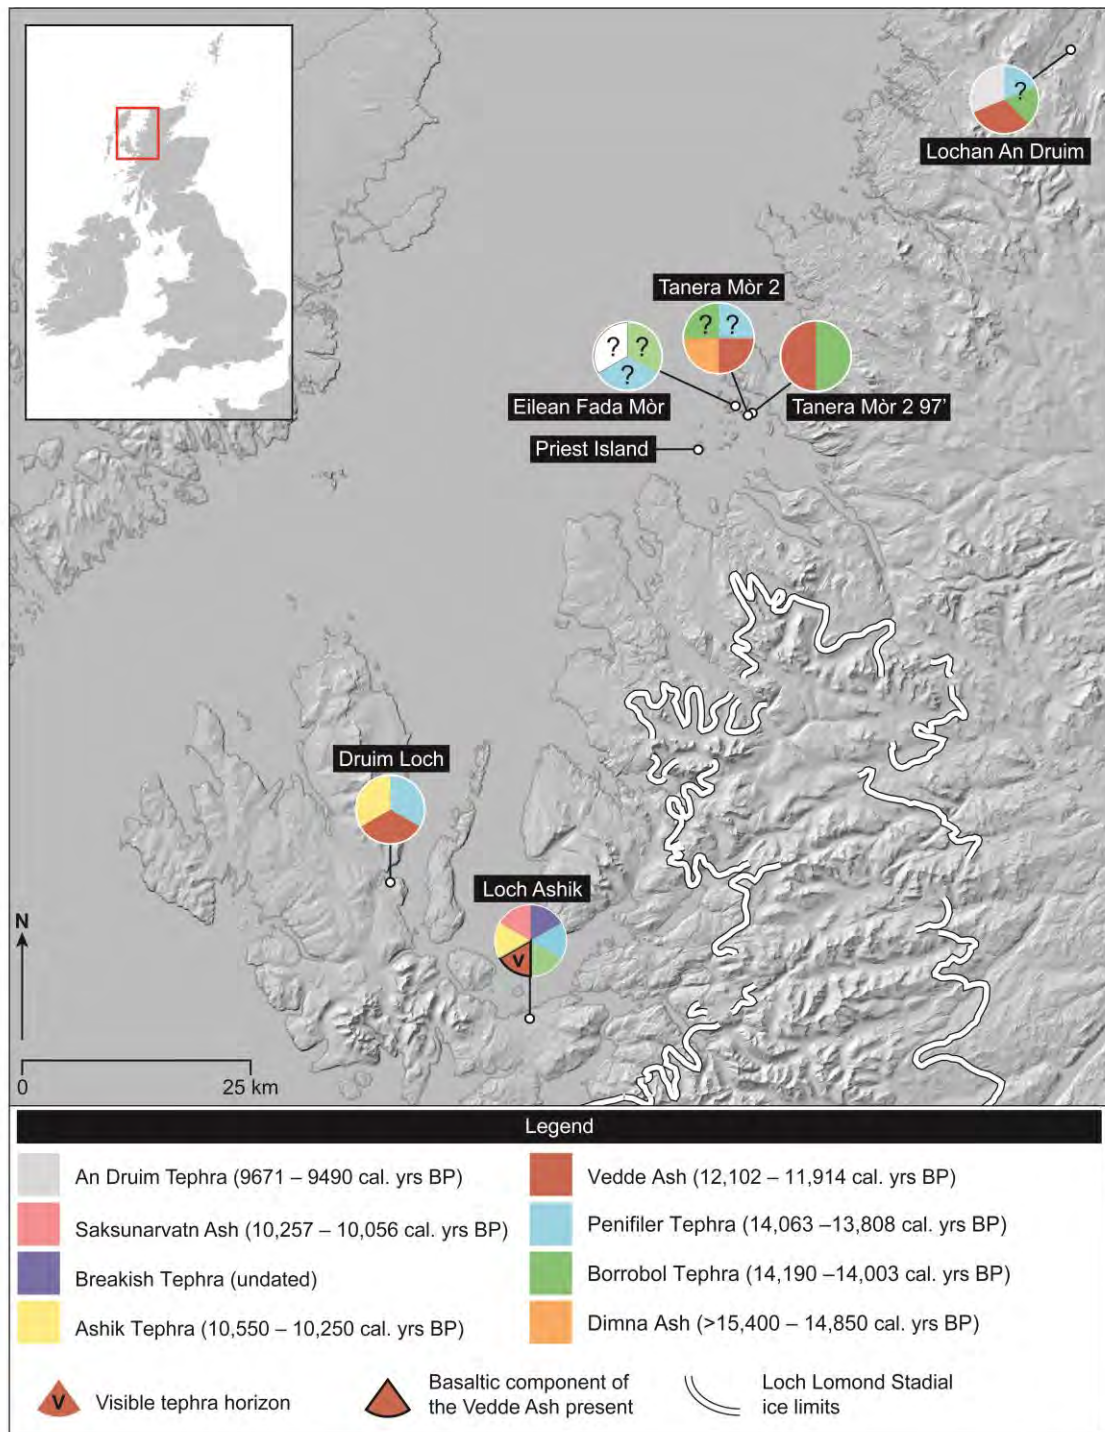 ?
Lochan An Druim
Tanera Mòr 2
? ?
? ?
?
Eilean Fada Mòr
Tanera Mòr 2 97’
Priest Island
Druim Loch
Loch Ashik
V
N
0 25 km
Legend
An Druim Tephra (9671 – 9490 cal. yrs BP)
Saksunarvatn Ash (10,257 – 10,056 cal. yrs BP)
Breakish Tephra (undated)
Ashik Tephra (10,550 – 10,250 cal. yrs BP)
Vedde Ash (12,102 – 11,914 cal. yrs BP)
Penifiler Tephra (14,063 –13,808 cal. yrs BP)
Borrobol Tephra (14,190 –14,003 cal. yrs BP)
Dimna Ash (>15,400 – 14,850 cal. yrs BP)
V
Visible tephra horizon
Basaltic component of
the Vedde Ash present
Loch Lomond Stadial
ice limits